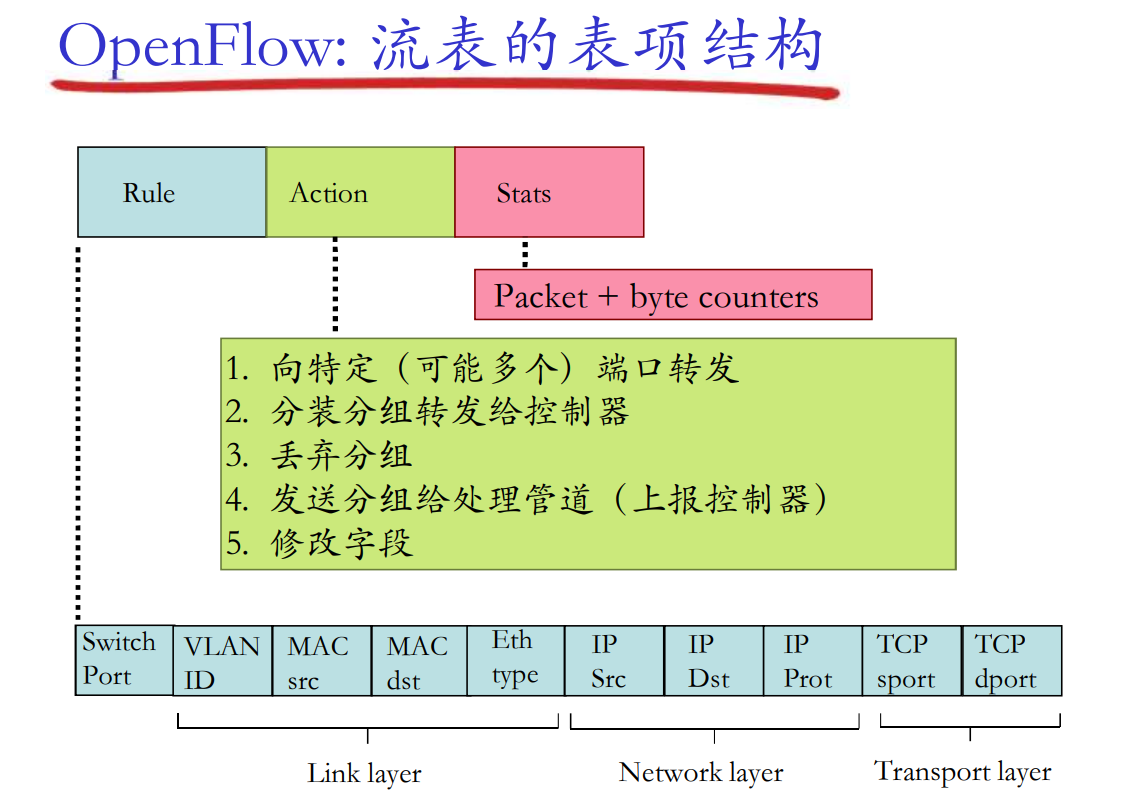 OpenFlow: 流表的表项结构
Rule
Action
Stats
Packet + byte counters
1. 向特定（可能多个）端口转发
2. 分装分组转发给控制器
3. 丢弃分组
4. 发送分组给处理管道（上报控制器）
5. 修改字段
Switch
Port
VLAN
ID
MAC
src
MAC
dst
Eth
type
IP
Src
IP
Dst
IP
Prot
TCP
sport
TCP
dport
Link layer
Network layer
Transport layer